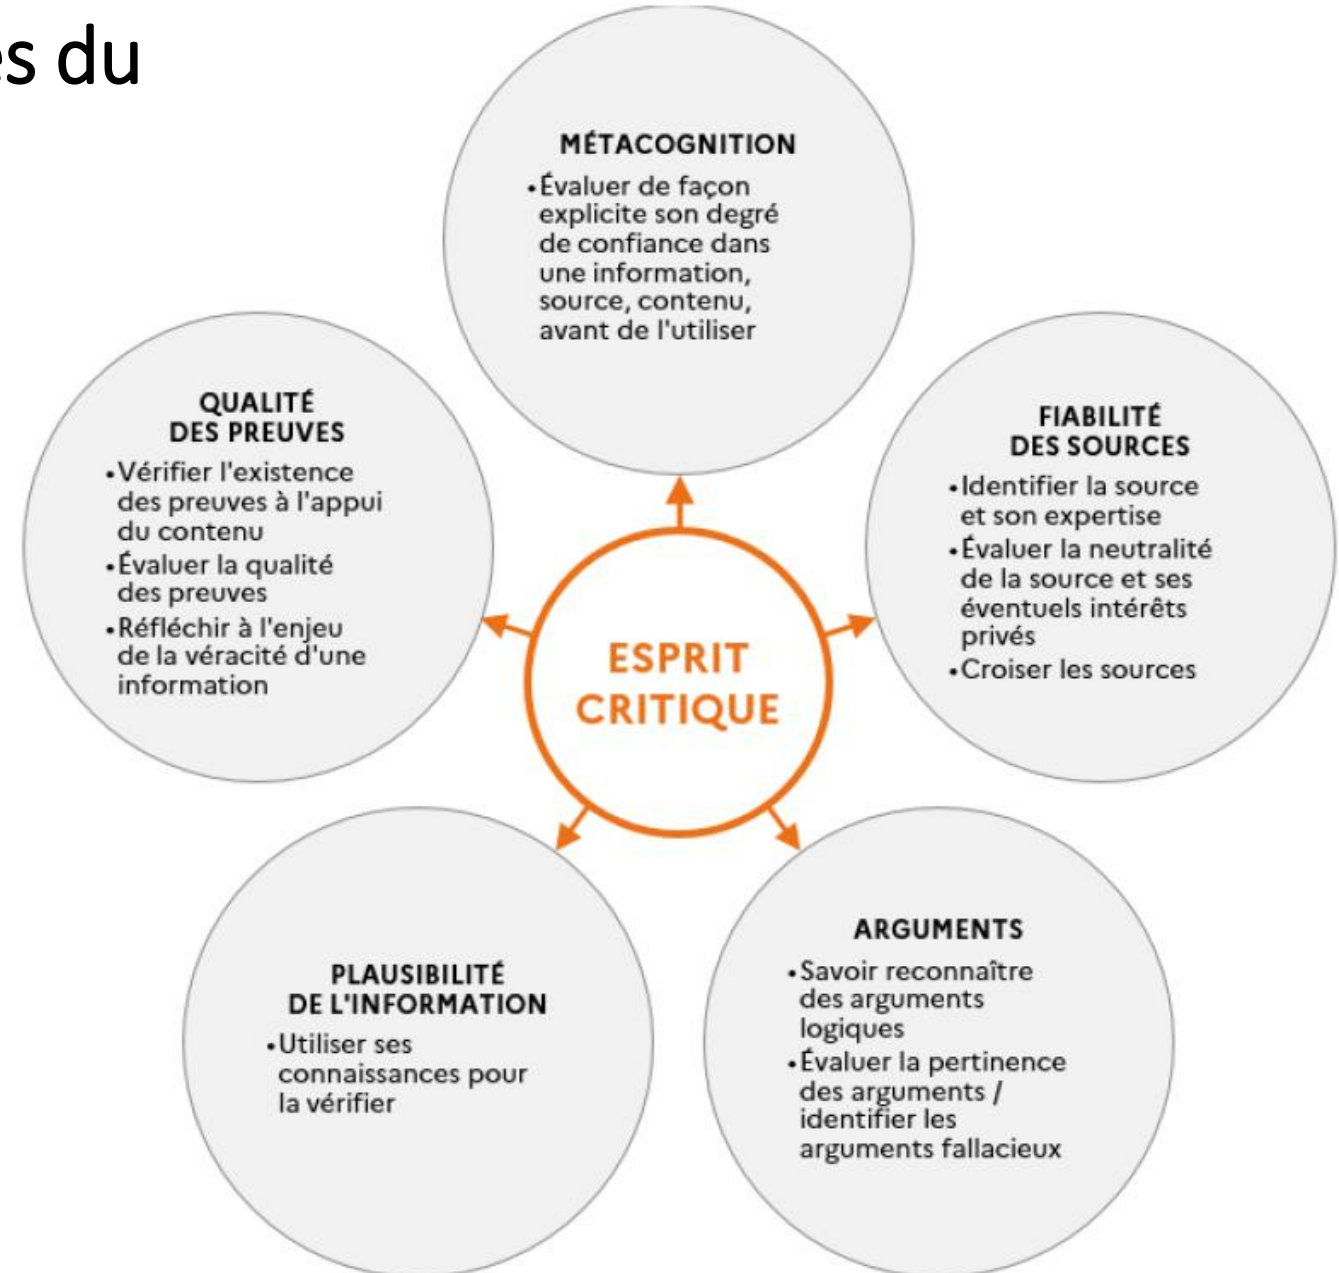 es du
MÉTACOGNITION
•Évaluer de façon
explicite son degré
de confiance dans
une information,
source, contenu,
avant de l'utiliser
QUALITÉ
DES PREUVES
•Vérifier l'existence
des preuves à l'appui
du contenu
•Évaluer la qualité
des preuves
•Réfléchir à l'enjeu
de la véracité d'une
information
FIABILITÉ
DES SOURCES
•Identifier la source
et son expertise
•Évaluer la neutralité
de la source et ses
éventuels intérêts
privés
•Croiser les sources
ESPRIT
CRITIQUE
PLAUSIBILITÉ
DE L'INFORMATION
•Utiliser ses
connaissances pour
la vérifier
ARGUMENTS
•Savoir reconnaître
des arguments
logiques
•Évaluer la pertinence
des arguments /
identifier les
arguments fallacieux